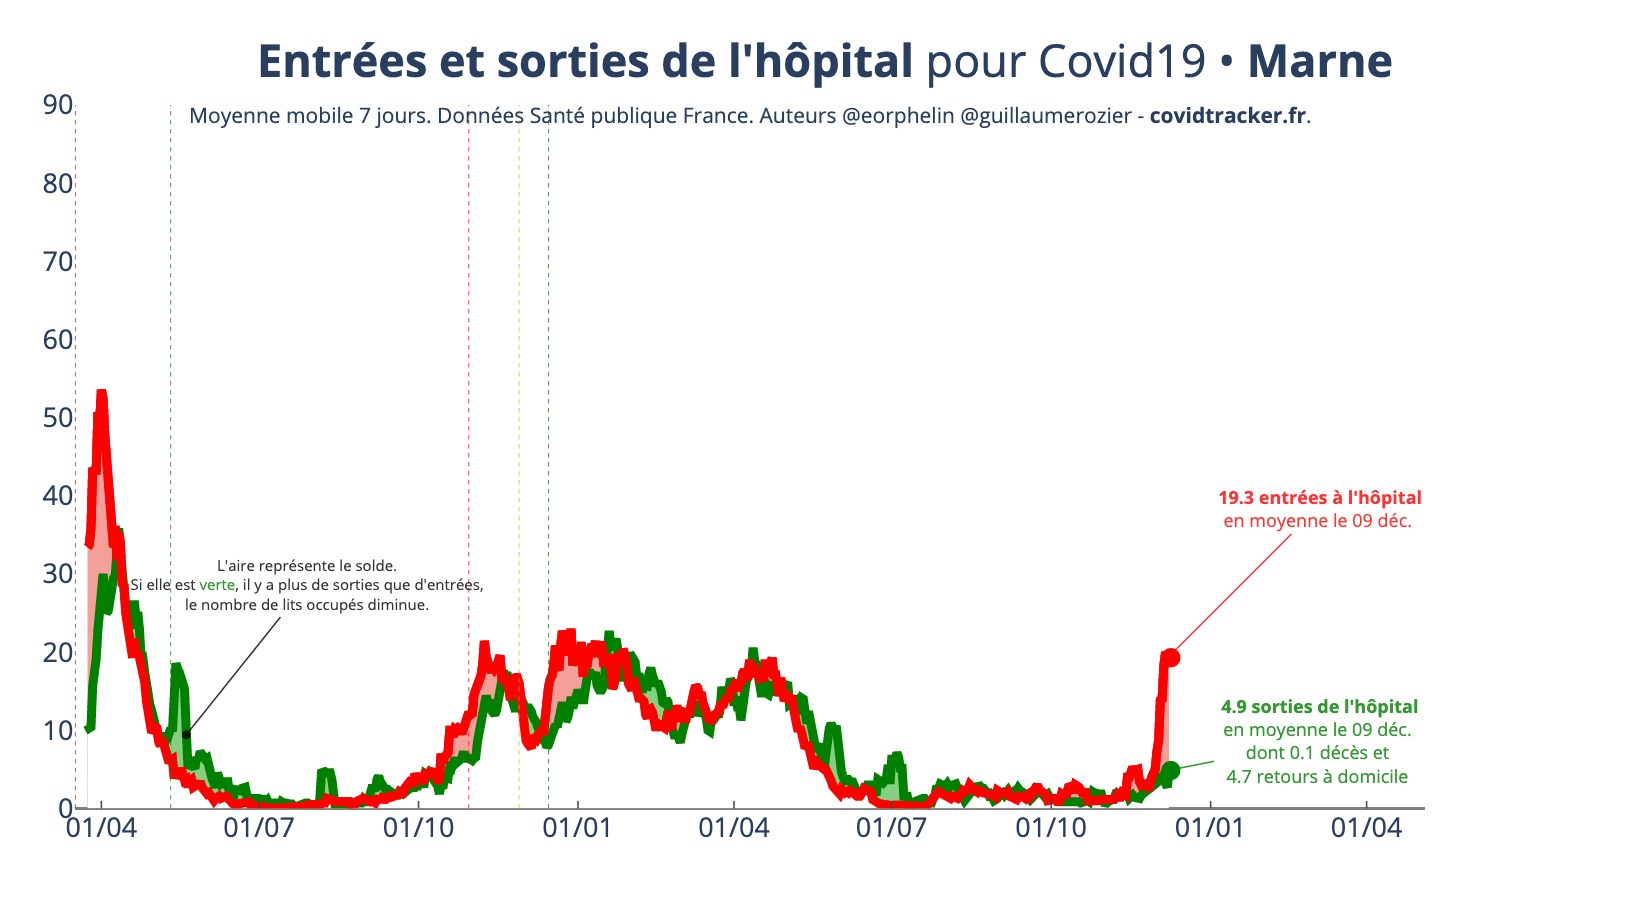 Entrées et sorties de l'hôpital pour Covid19 • Marne
Moyenne mobile 7 jours. Données Santé publique France. Auteurs @eorphelin @guillaumerozier - covidtracker.fr.
90
80
70
60
50
40
30
20
10
0
L'aire représente le solde.
Si elle est verte, il y a plus de sorties que d'entrées,
le nombre de lits occupés diminue.
19.3 entrées à l'hôpital
en moyenne le 09 déc.
4.9 sorties de l'hôpital
en moyenne le 09 déc.
dont 0.1 décès et
4.7 retours à domicile
01/04 01/07 01/10 01/01 01/04 01/07 01/10 01/01 01/04